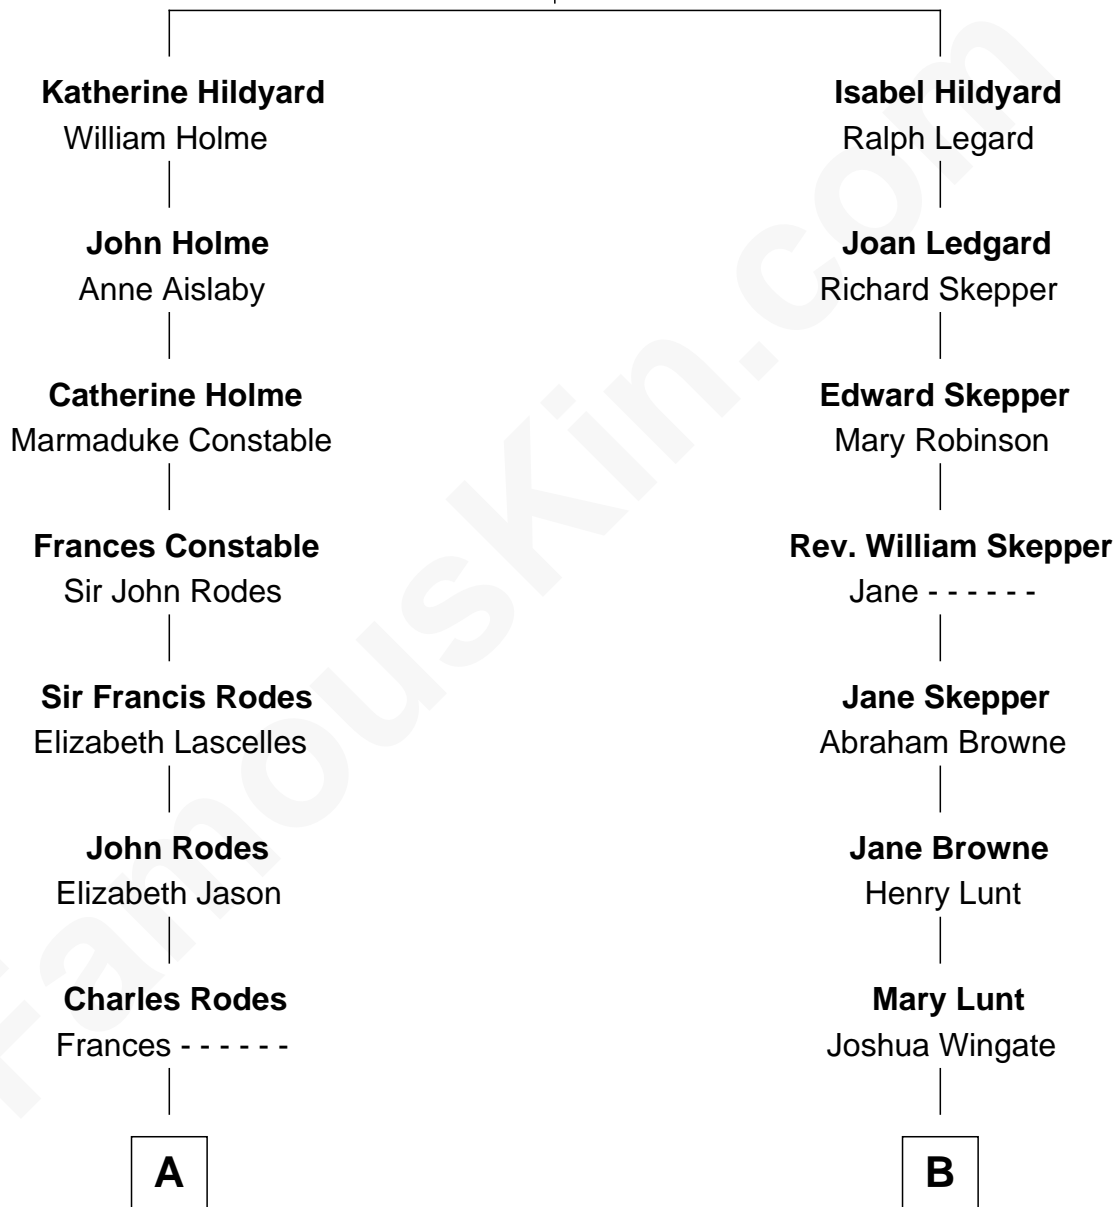 Katherine Hildyard
William Holme
John Holme
Anne Aislaby
Catherine Holme
Marmaduke Constable
Frances Constable
Sir John Rodes
Sir Francis Rodes
Elizabeth Lascelles
John Rodes
Elizabeth Jason
Charles Rodes
Frances - - - - - -
A
Isabel Hildyard
Ralph Legard
Joan Ledgard
Richard Skepper
Edward Skepper
Mary Robinson
Rev. William Skepper
Jane - - - - - -
Jane Skepper
Abraham Browne
Jane Browne
Henry Lunt
Mary Lunt
Joshua Wingate
B
FamousKin.com